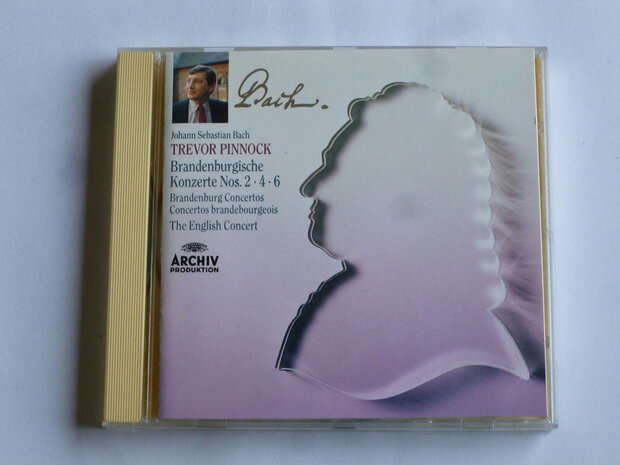 Bach.
Johann Sebastian Bach
TREVOR PINNOCK
Brandenburgische
Konzerte Nos. 2 · 4 · 6
Brandenburg Concertos
Concertos brandebourgeois
The English Concert
ARCHIV
PRODUKTION